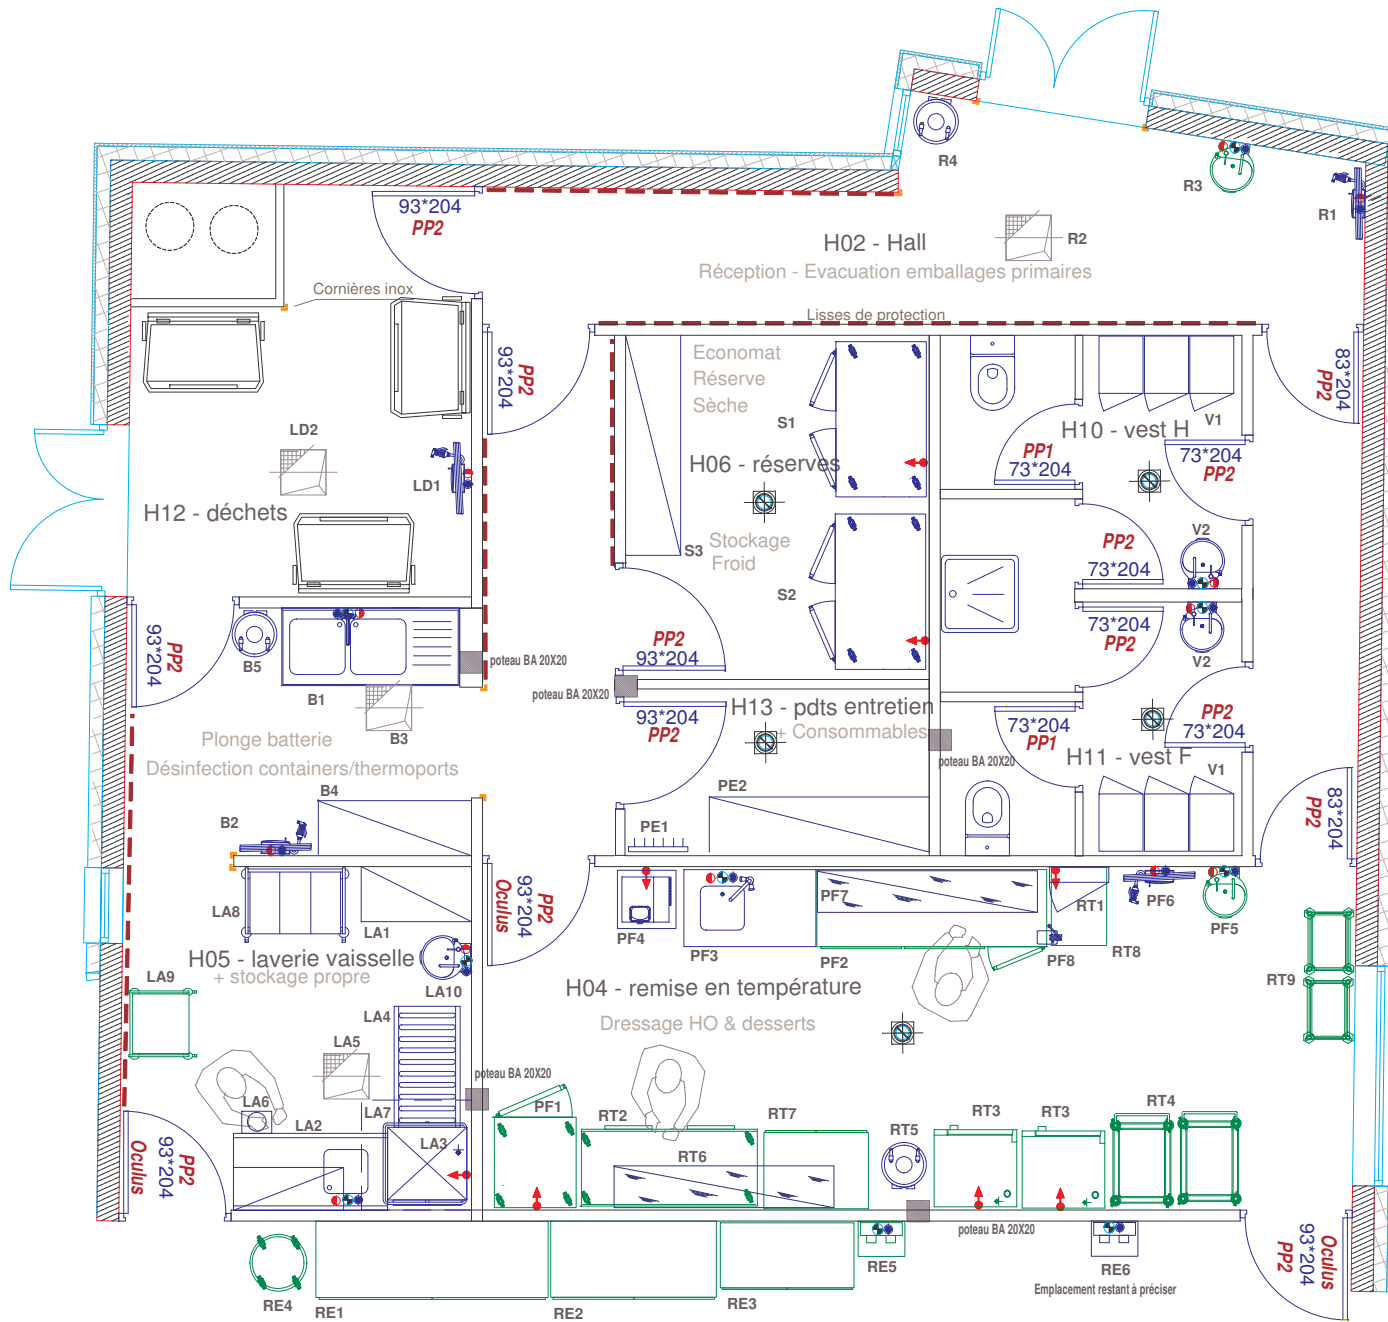 R4
R3
R1
93*204
PP2
H02 - Hall
R2
Réception - Evacuation emballages primaires
Cornières inox
Lisses de protection
93*204
PP2
Economat
Réserve
Sèche
S1
V1
83*204
PP2
LD2
LD1
H06 - réserves
H10 - vest H
PP1
73*204
73*204
PP2
H12 - déchets
S3
Stockage
Froid
S2
PP2
73*204
V2
73*204
PP2
V2
PP2
93*204
B5
B1
poteau BA 20X20
PP2
93*204
poteau BA 20X20
93*204
PP2
H13 - pdts entretien
+ Consommables
73*204
PP1
PP2
73*204
B3
Plonge batterie
Désinfection containers/thermoports
poteau BA 20X20
H11 - vest F
V1
B4
PE2
B2
PE1
83*204
PP2
PP2
93*204
Oculus
LA8
LA1
PF7
RT1
PF6
PF5
PF4
PF3
PF2
PF8
RT8
H05 - laverie vaisselle
+ stockage propre
LA9
LA10
RT9
H04 - remise en température
Dressage HO & desserts
LA4
LA5
poteau BA 20X20
LA6
LA2
LA7
LA3
PF1
RT2
RT7
RT6
RT5
RT3
RT3
RT4
PP2
93*204
Oculus
poteau BA 20X20
RE4
RE1
RE2
RE3
RE5
RE6
Emplacement restant à préciser
Oculus
93*204
PP2